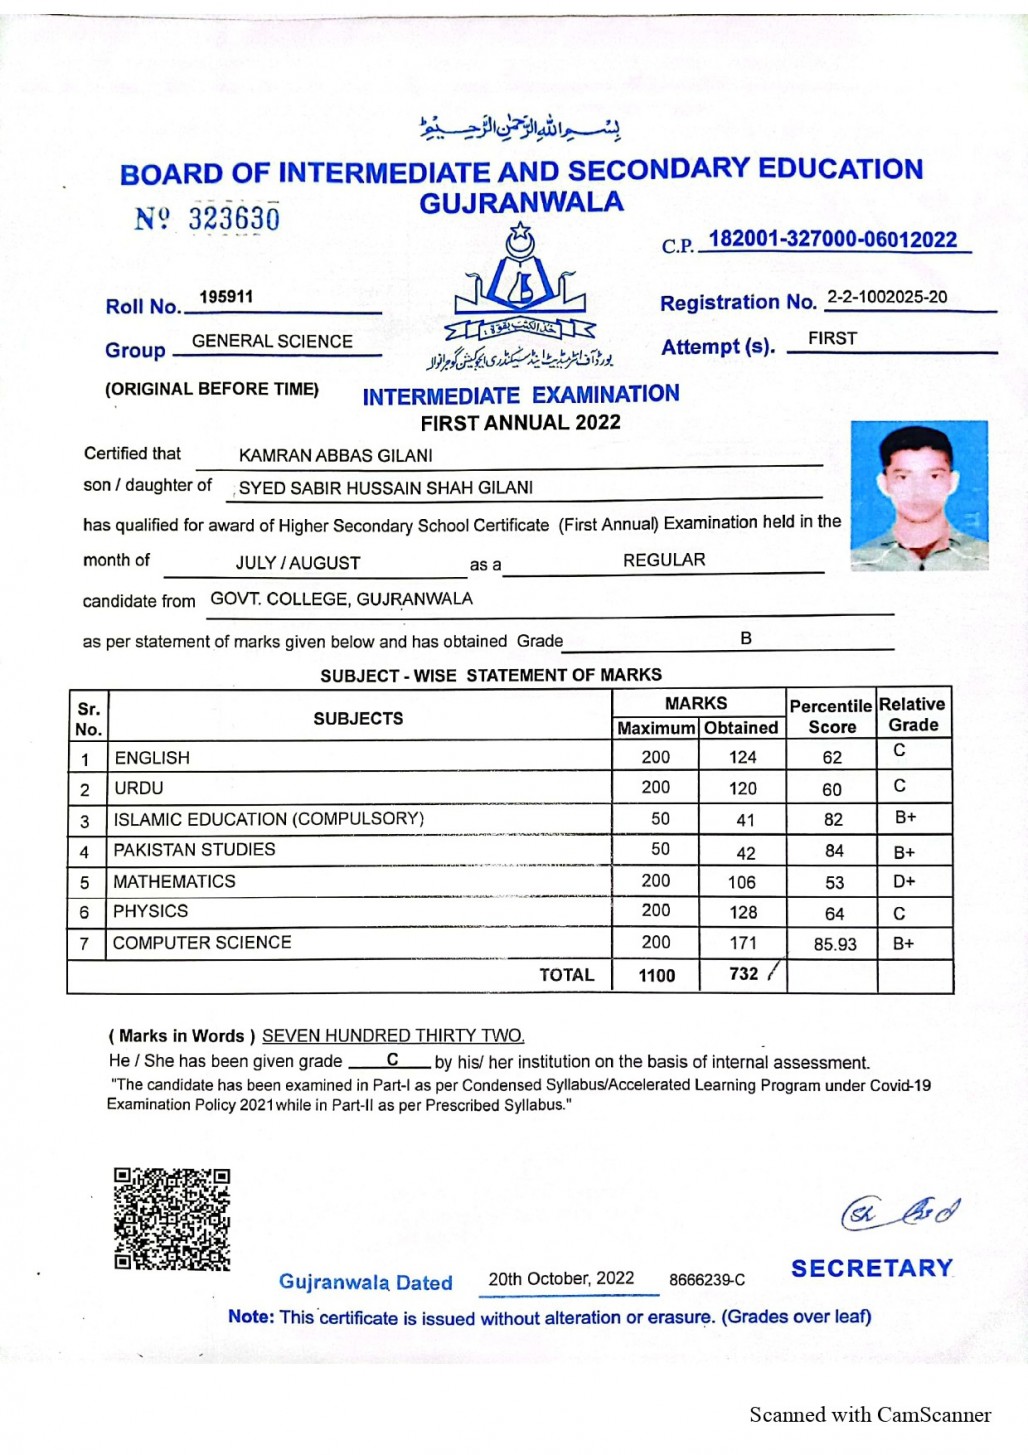 بِسْمِ اللهِ الرَّحْمٰنِ الرَّحِيْمِ
BOARD OF INTERMEDIATE AND SECONDARY EDUCATION
GUJRANWALA
Nº 323630
C.P. 182001-327000-06012022
Roll No. 195911
Registration No. 2-2-1002025-20
خذ الكتب بقوة
Group GENERAL SCIENCE
Attempt (s). FIRST
بورڈ آف انٹرمیڈیٹ اینڈ سیکنڈری ایجوکیشن گوجرانوالہ
(ORIGINAL BEFORE TIME)
INTERMEDIATE EXAMINATION
FIRST ANNUAL 2022
Certified that KAMRAN ABBAS GILANI
son / daughter of SYED SABIR HUSSAIN SHAH GILANI
has qualified for award of Higher Secondary School Certificate (First Annual) Examination held in the
month of JULY / AUGUST as a REGULAR
candidate from GOVT. COLLEGE, GUJRANWALA
as per statement of marks given below and has obtained Grade B
SUBJECT - WISE STATEMENT OF MARKS
Sr. No. SUBJECTS MARKS Percentile Score Relative Grade
Maximum Obtained
1 ENGLISH 200 124 62 C
2 URDU 200 120 60 C
3 ISLAMIC EDUCATION (COMPULSORY) 50 41 82 B+
4 PAKISTAN STUDIES 50 42 84 B+
5 MATHEMATICS 200 106 53 D+
6 PHYSICS 200 128 64 C
7 COMPUTER SCIENCE 200 171 85.93 B+
TOTAL 1100 732 /
( Marks in Words ) SEVEN HUNDRED THIRTY TWO.
He / She has been given grade C by his/ her institution on the basis of internal assessment.
"The candidate has been examined in Part-I as per Condensed Syllabus/Accelerated Learning Program under Covid-19
Examination Policy 2021 while in Part-II as per Prescribed Syllabus."
SECRETARY
Gujranwala Dated 20th October, 2022 8666239-C
Note: This certificate is issued without alteration or erasure. (Grades over leaf)
Scanned with CamScanner